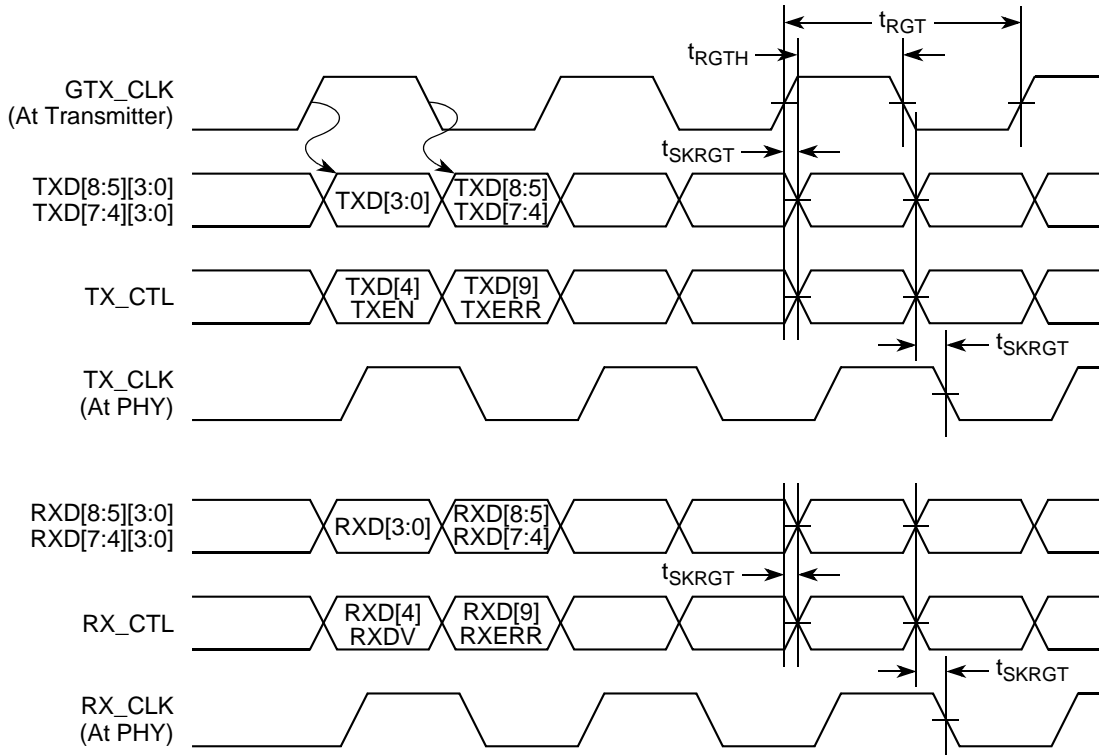 tRGT
tRGTH
GTX_CLK
(At Transmitter)
tSKRGT
TXD[8:5][3:0]
TXD[7:4][3:0]
TXD[3:0]
TXD[8:5]
TXD[7:4]
TX_CTL
TXD[4]
TXEN
TXD[9]
TXERR
tSKRGT
TX_CLK
(At PHY)
RXD[8:5][3:0]
RXD[7:4][3:0]
RXD[3:0]
RXD[8:5]
RXD[7:4]
tSKRGT
RX_CTL
RXD[4]
RXDV
RXD[9]
RXERR
tSKRGT
RX_CLK
(At PHY)